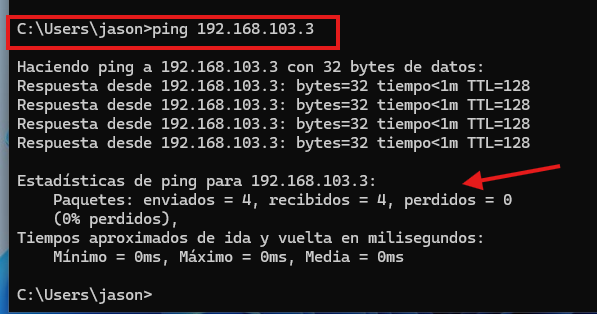 C:\Users\jason>ping 192.168.103.3
Haciendo ping a 192.168.103.3 con 32 bytes de datos:
Respuesta desde 192.168.103.3: bytes=32 tiempo<1m TTL=128
Respuesta desde 192.168.103.3: bytes=32 tiempo<1m TTL=128
Respuesta desde 192.168.103.3: bytes=32 tiempo<1m TTL=128
Respuesta desde 192.168.103.3: bytes=32 tiempo<1m TTL=128
Estadísticas de ping para 192.168.103.3:
Paquetes: enviados = 4, recibidos = 4, perdidos = 0
(0% perdidos),
Tiempos aproximados de ida y vuelta en milisegundos:
Mínimo = 0ms, Máximo = 0ms, Media = 0ms
C:\Users\jason>